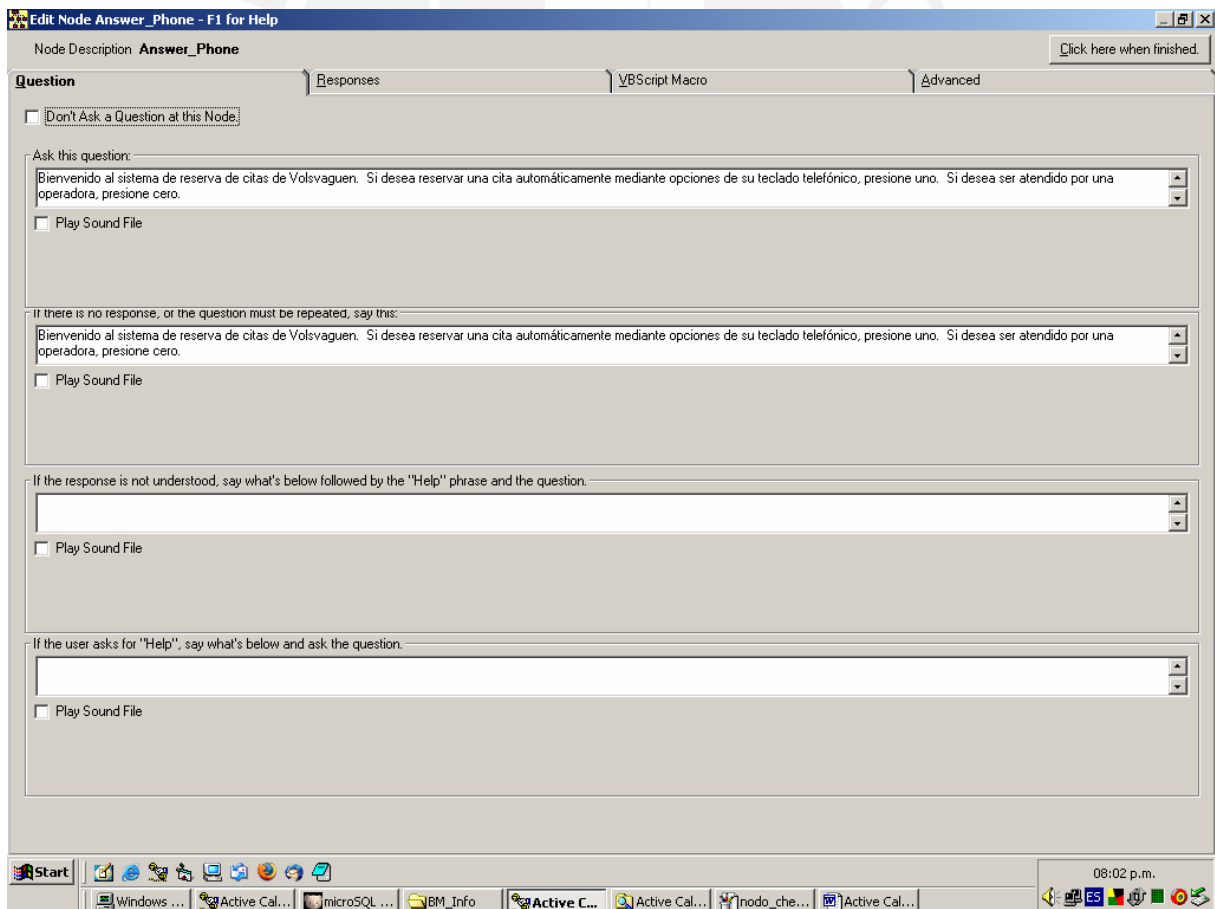 Edit Node Answer_Phone - F1 for Help
Node Description Answer_Phone
Click here when finished.
Question
Responses
VBScript Macro
Advanced
Don't Ask a Question at this Node.
Ask this question:
Bienvenido al sistema de reserva de citas de Volsvaguen. Si desea reservar una cita automáticamente mediante opciones de su teclado telefónico, presione uno. Si desea ser atendido por una
operadora, presione cero.
Play Sound File
If there is no response, or the question must be repeated, say this:
Bienvenido al sistema de reserva de citas de Volsvaguen. Si desea reservar una cita automáticamente mediante opciones de su teclado telefónico, presione uno. Si desea ser atendido por una
operadora, presione cero.
Play Sound File
If the response is not understood, say what's below followed by the "Help" phrase and the question.
Play Sound File
If the user asks for "Help", say what's below and ask the question.
Play Sound File
Start
08:02 p.m.
Windows ...
Active Cal...
microSQL ...
BM_Info
Active C...
Active Cal...
nodo_che...
Active Cal...
ES